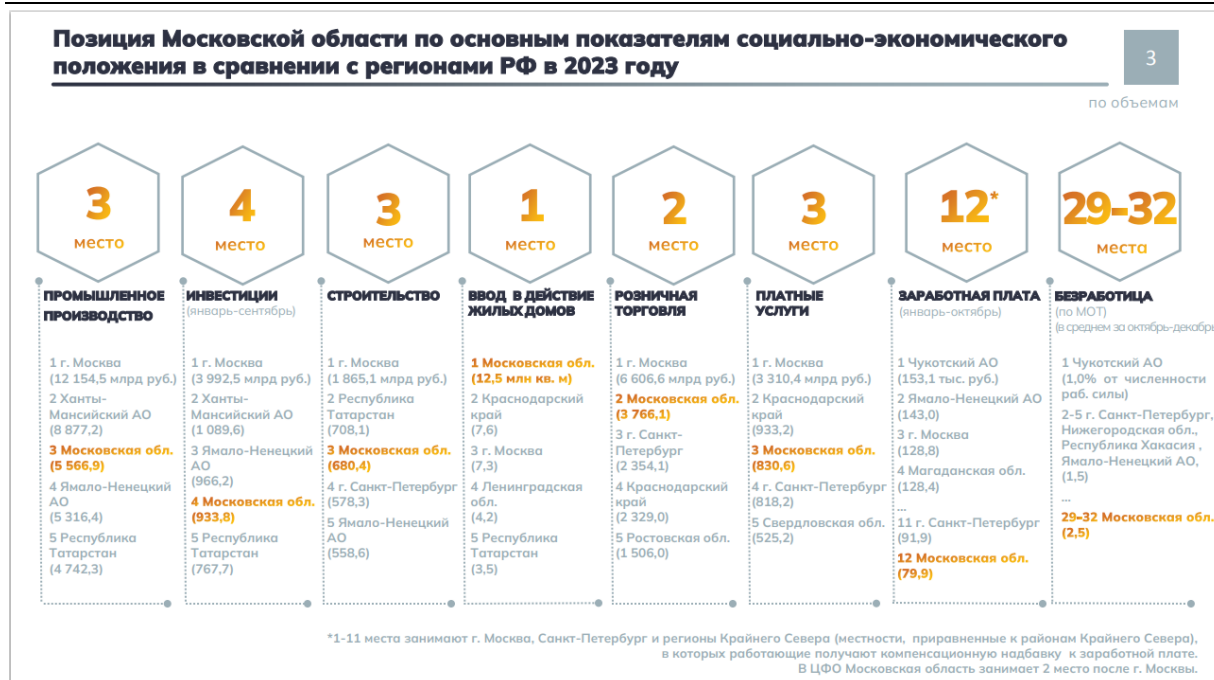 Позиция Московской области по основным показателям социально-экономического
положения в сравнении с регионами РФ в 2023 году
3
по объемам
3
место
ПРОМЫШЛЕННОЕ
ПРОИЗВОДСТВО
1 г. Москва
(12 154,5 млрд руб.)
2 Ханты-
Мансийский АО
(8 877,2)
3 Московская обл.
(5 566,9)
4 Ямало-Ненецкий
АО
(5 316,4)
5 Республика
Татарстан
(4 742,3)
4
место
ИНВЕСТИЦИИ
(январь-сентябрь)
1 г. Москва
(3 992,5 млрд руб.)
2 Ханты-
Мансийский АО
(1 089,6)
3 Ямало-Ненецкий
АО
(966,2)
4 Московская обл.
(933,8)
5 Республика
Татарстан
(767,7)
3
место
СТРОИТЕЛЬСТВО
1 г. Москва
(1 865,1 млрд руб.)
2 Республика
Татарстан
(708,1)
3 Московская обл.
(680,4)
4 г. Санкт-Петербург
(578,3)
5 Ямало-Ненецкий
АО
(558,6)
1
место
ВВОД В ДЕЙСТВИЕ
ЖИЛЫХ ДОМОВ
1 Московская обл.
(12,5 млн кв. м)
2 Краснодарский
край
(7,6)
3 г. Москва
(7,3)
4 Ленинградская
обл.
(4,2)
5 Республика
Татарстан
(3,5)
2
место
РОЗНИЧНАЯ
ТОРГОВЛЯ
1 г. Москва
(6 606,6 млрд руб.)
2 Московская обл.
(3 766,1)
3 г. Санкт-
Петербург
(2 354,1)
4 Краснодарский
край
(2 329,0)
5 Ростовская обл.
(1 506,0)
3
место
ПЛАТНЫЕ
УСЛУГИ
1 г. Москва
(3 310,4 млрд руб.)
2 Краснодарский
край
(933,2)
3 Московская обл.
(830,6)
4 г. Санкт-Петербург
(818,2)
5 Свердловская обл.
(525,2)
12*
место
ЗАРАБОТНАЯ ПЛАТА
(январь-октябрь)
1 Чукотский АО
(153,1 тыс. руб.)
2 Ямало-Ненецкий АО
(143,0)
3 г. Москва
(128,8)
4 Магаданская обл.
(128,4)
...
11 г. Санкт-Петербург
(91,9)
12 Московская обл.
(79,9)
29-32
места
БЕЗРАБОТИЦА
(по МОТ)
(в среднем за октябрь-декабрь
1 Чукотский АО
(1,0% от численности
раб. силы)
2-5 г. Санкт-Петербург,
Нижегородская обл.,
Республика Хакасия ,
Ямало-Ненецкий АО,
(1,5)
...
29-32 Московская обл.
(2,5)
*1-11 места занимают г. Москва, Санкт-Петербург и регионы Крайнего Севера (местности, приравненные к районам Крайнего Севера),
в которых работающие получают компенсационную надбавку к заработной плате.
В ЦФО Московская область занимает 2 место после г. Москвы.